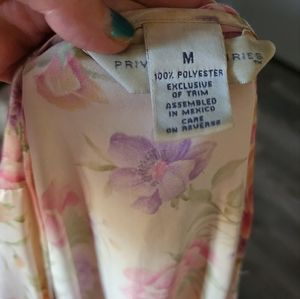 M
100% POLYESTER
EXCLUSIVE
OF TRIM
ASSEMBLED
IN MEXICO
CARE
ON REVERSE